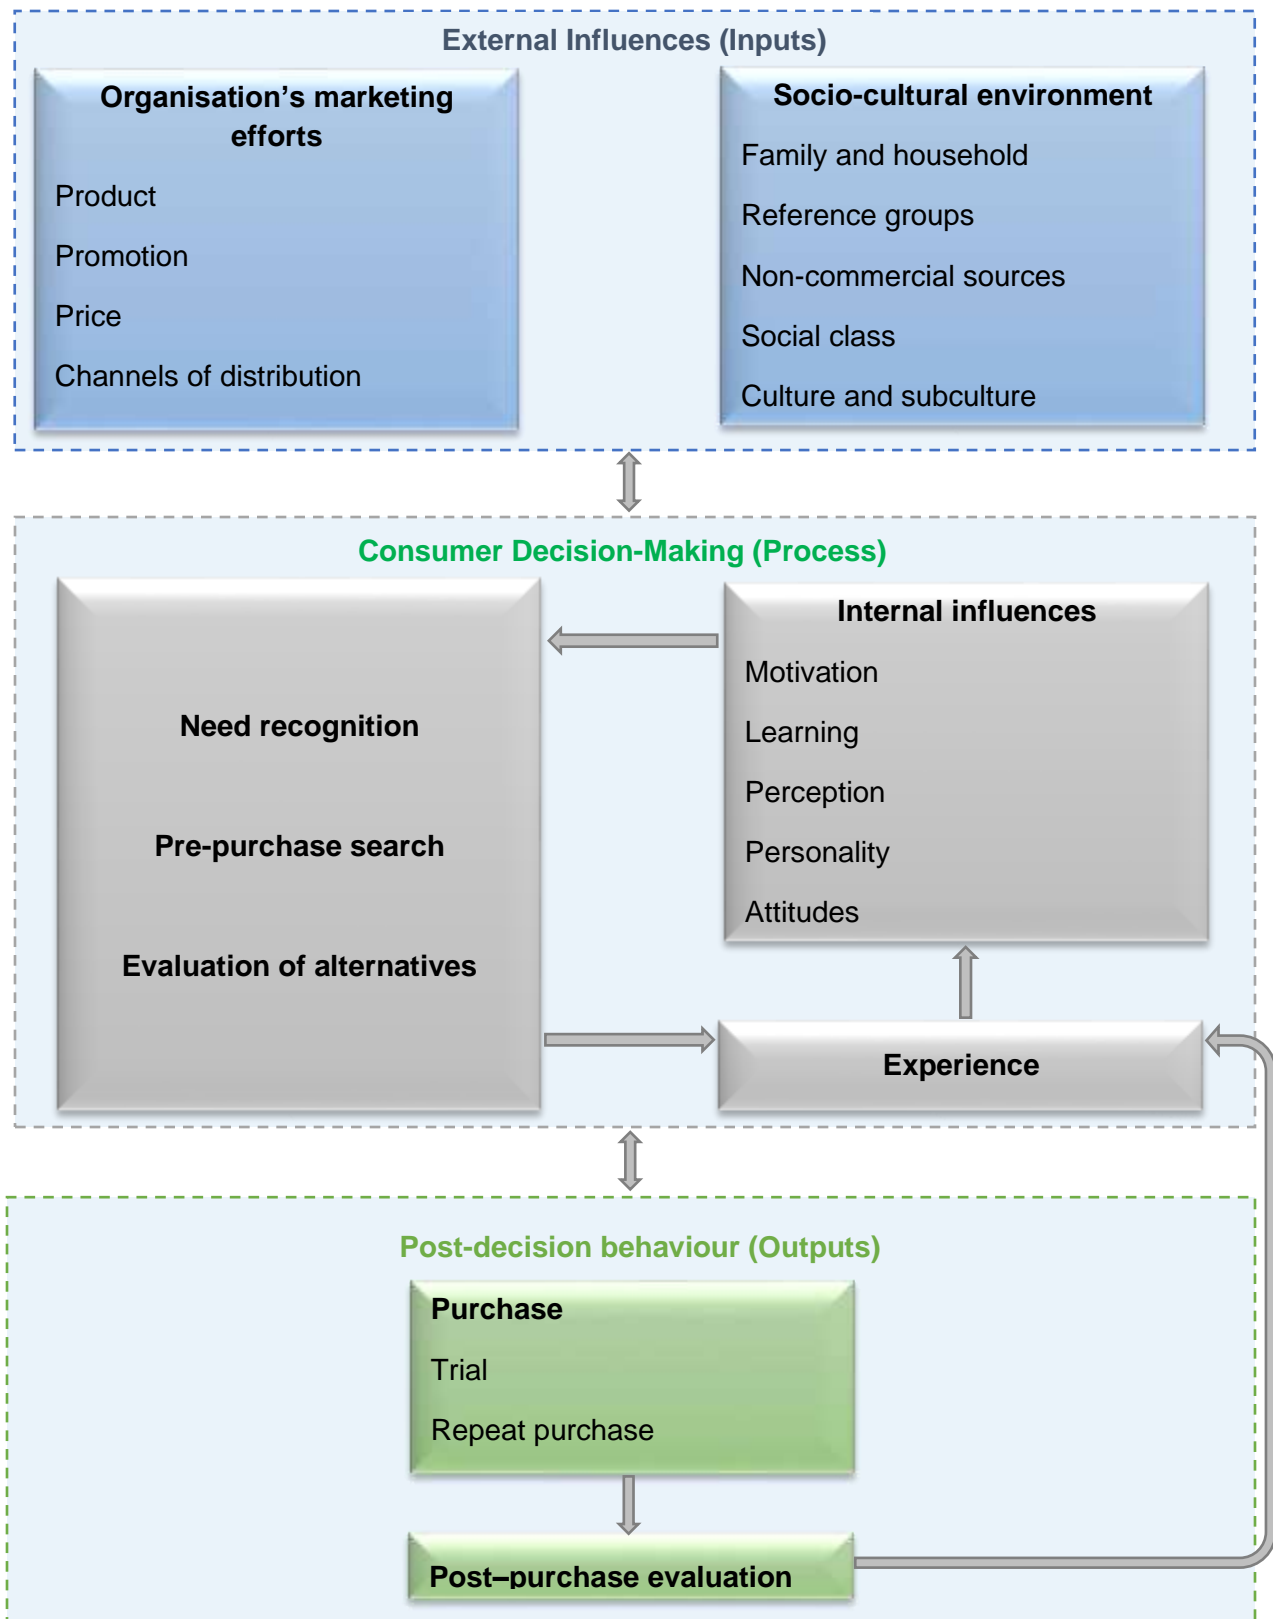 External Influences (Inputs)
Organisation’s marketing
efforts
Product
Promotion
Price
Channels of distribution
Socio-cultural environment
Family and household
Reference groups
Non-commercial sources
Social class
Culture and subculture
Consumer Decision-Making (Process)
Need recognition
Pre-purchase search
Evaluation of alternatives
Internal influences
Motivation
Learning
Perception
Personality
Attitudes
Experience
Post-decision behaviour (Outputs)
Purchase
Trial
Repeat purchase
Post–purchase evaluation